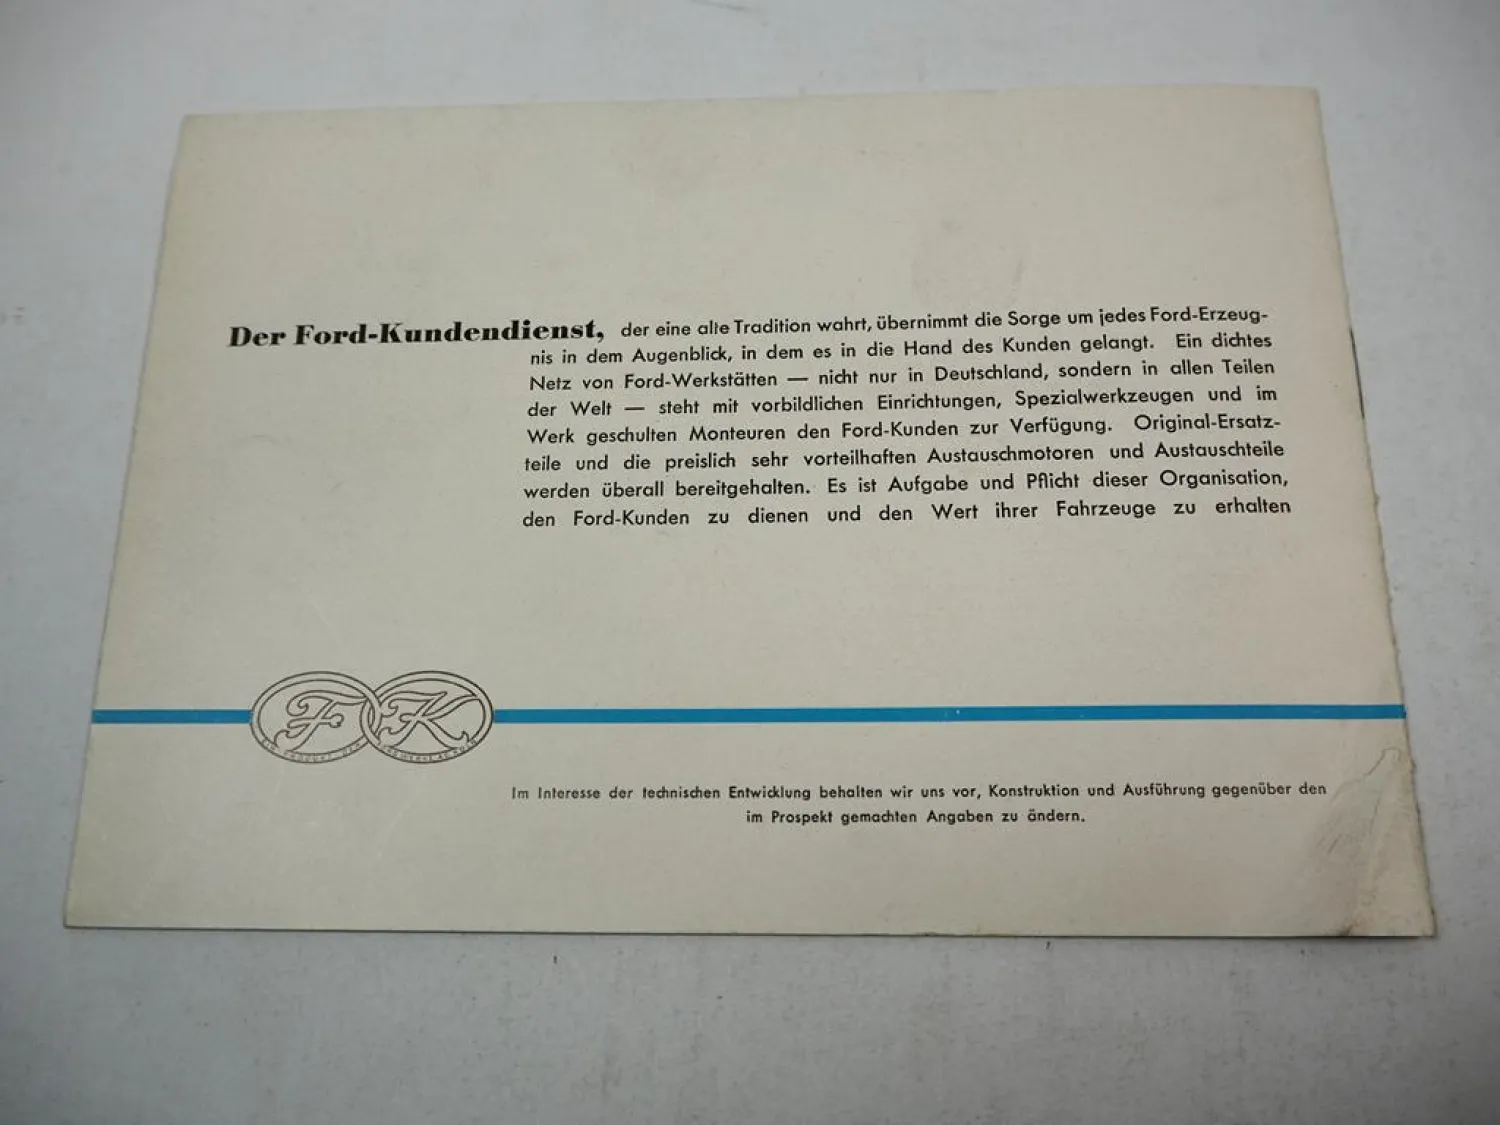 Der Ford-Kundendienst, der eine alte Tradition wahrt, übernimmt die Sorge um jedes Ford-Erzeug-
nis in dem Augenblick, in dem es in die Hand des Kunden gelangt. Ein dichtes
Netz von Ford-Werkstätten — nicht nur in Deutschland, sondern in allen Teilen
der Welt — steht mit vorbildlichen Einrichtungen, Spezialwerkzeugen und im
Werk geschulten Monteuren den Ford-Kunden zur Verfügung. Original-Ersatz-
teile und die preislich sehr vorteilhaften Austauschmotoren und Austauschteile
werden überall bereitgehalten. Es ist Aufgabe und Pflicht dieser Organisation,
den Ford-Kunden zu dienen und den Wert ihrer Fahrzeuge zu erhalten
FK
EIN PRODUKT DER
Im Interesse der technischen Entwicklung behalten wir uns vor, Konstruktion und Ausführung gegenüber den
im Prospekt gemachten Angaben zu ändern.